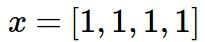 x = [1, 1, 1, 1]